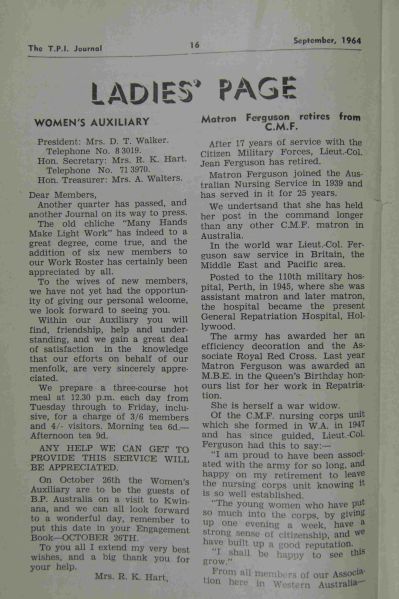 The T.P.I. Journal
16
September, 1964
LADIES' PAGE
WOMEN'S AUXILIARY
President: Mrs. D. T. Walker.
Telephone No. 8 3019.
Hon. Secretary: Mrs. R. K. Hart.
Telephone No. 71 3970.
Hon. Treasurer: Mrs. A. Walters.
Dear Members,
Another quarter has passed, and
another Journal on its way to press.
The old chliche "Many Hands
Make Light Work" has indeed to a
great degree, come true, and the
addition of six new members to
our Work Roster has certainly been
appreciated by all.
To the wives of new members,
we have not yet had the opportun-
ity of giving our personal welcome,
we look forward to seeing you.
Within our Auxiliary you will
find, friendship, help and under-
standing, and we gain a great deal
of satisfaction in the knowledge
that our efforts on behalf of our
menfolk, are very sincerely appre-
ciated.
We prepare a three-course hot
meal at 12.30 p.m. each day from
Tuesday through to Friday, inclu-
sive, for a charge of 3/6 members
and 4/- visitors. Morning tea 6d.—
Afternoon tea 9d.
ANY HELP WE CAN GET TO
PROVIDE THIS SERVICE WILL
BE APPRECIATED.
On October 26th the Women's
Auxiliary are to be the guests of
B.P. Australia on a visit to Kwin-
ana, and we can all look forward
to a wonderful day, remember to
put this date in your Engagement
Book—OCTOBER 26TH.
To you all I extend my very best
wishes, and a big thank you for
your help.
Mrs. R. K. Hart,
Matron Ferguson retires from
C.M.F.
After 17 years of service with the
Citizen Military Forces, Lieut.-Col.
Jean Ferguson has retired.
Matron Ferguson joined the Aus-
tralian Nursing Service in 1939 and
has served in it for 25 years.
We undertsand that she has held
her post in the command longer
than any other C.M.F. matron in
Australia.
In the world war Lieut.-Col. Fer-
guson saw service in Britain, the
Middle East and Pacific area.
Posted to the 110th military hos-
pital, Perth, in 1945, where she was
assistant matron and later matron,
the hospital became the present
General Repatriation Hospital, Hol-
lywood.
The army has awarded her an
efficiency decoration and the As-
sociate Royal Red Cross. Last year
Matron Ferguson was awarded an
M.B.E. in the Queen's Birthday hon-
ours list for her work in Repatria-
tion.
She is herself a war widow.
Of the C.M.F. nursing corps unit
which she formed in W.A. in 1947
and has since guided, Lieut.-Col.
Ferguson had this to say:—
"I am proud to have been associ-
ated with the army for so long, and
happy on my retirement to leave
the nursing corps unit knowing it
is so well established.
"The young women who have put
so much into the corps, by giving
up one evening a week, have a
strong sense of citizenship, and we
have built up a good reputation.
"I shall be happy to see this
grow."
From all members of our Associa-
tion here in Western Australia—